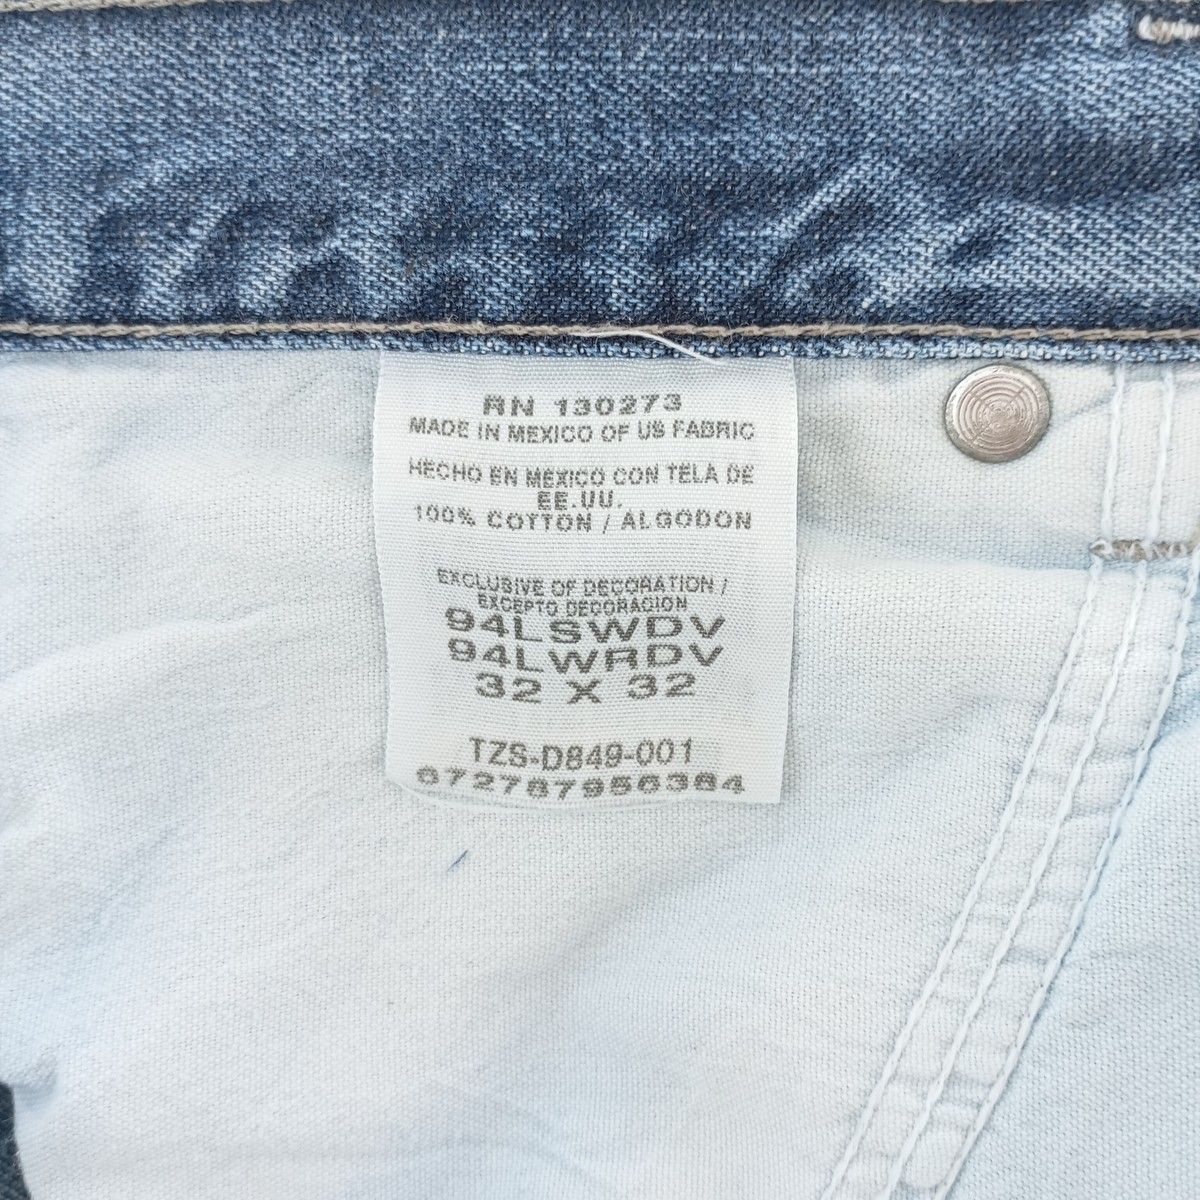 RN 130273
MADE IN MEXICO OF US FABRIC
HECHO EN MEXICO CON TELA DE
EE.UU.
100% COTTON / ALGODON
EXCLUSIVE OF DECORATION /
EXCEPTO DECORACION
94LSWDV
94LWRDV
32 X 32
TZS-D849-001
672787956384